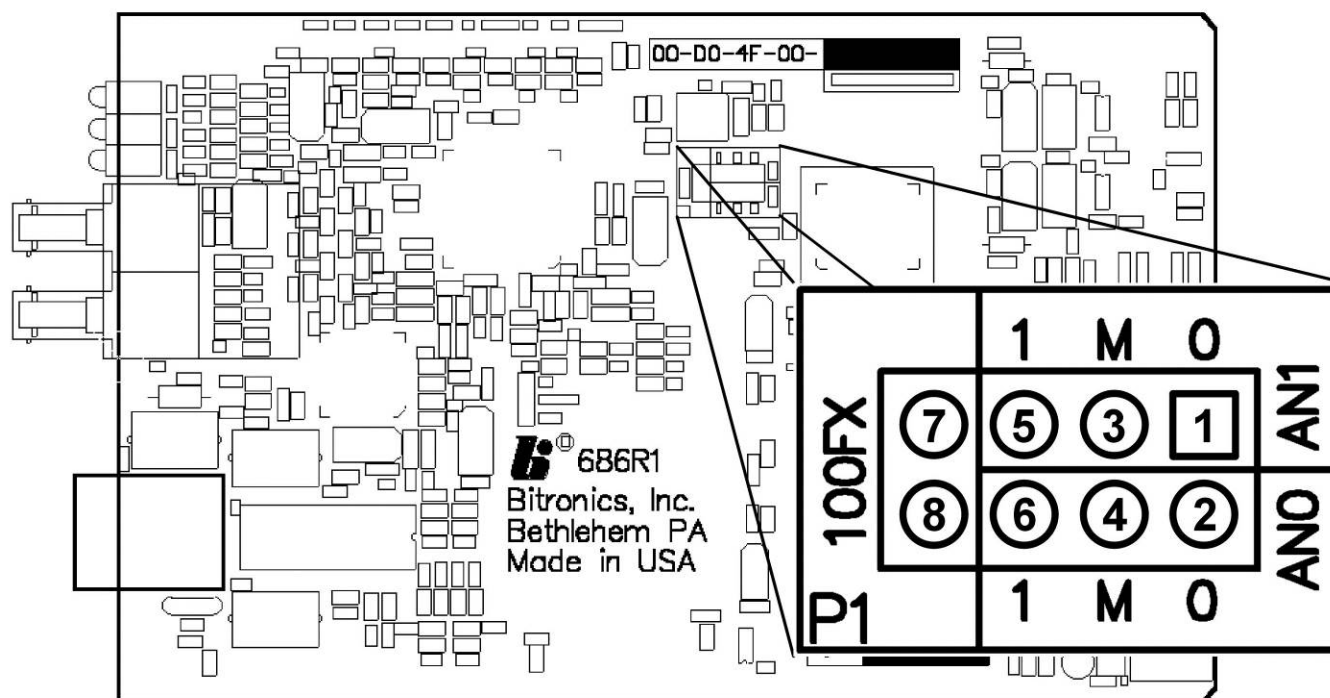 00-D0-4F-00-
® 686R1
Bitronics, Inc.
Bethlehem PA
Made in USA
1 M 0
100FX
7 5 3 1
AN1
8 6 4 2
AN0
1 M 0
P1